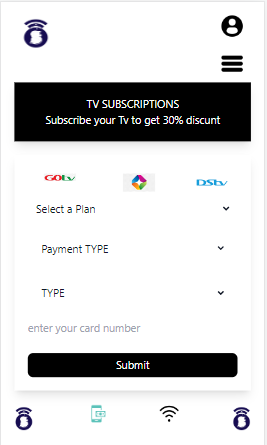 TV SUBSCRIPTIONS
Subscribe your Tv to get 30% discunt
GOtv
DStv
Select a Plan
Payment TYPE
TYPE
enter your card number
Submit